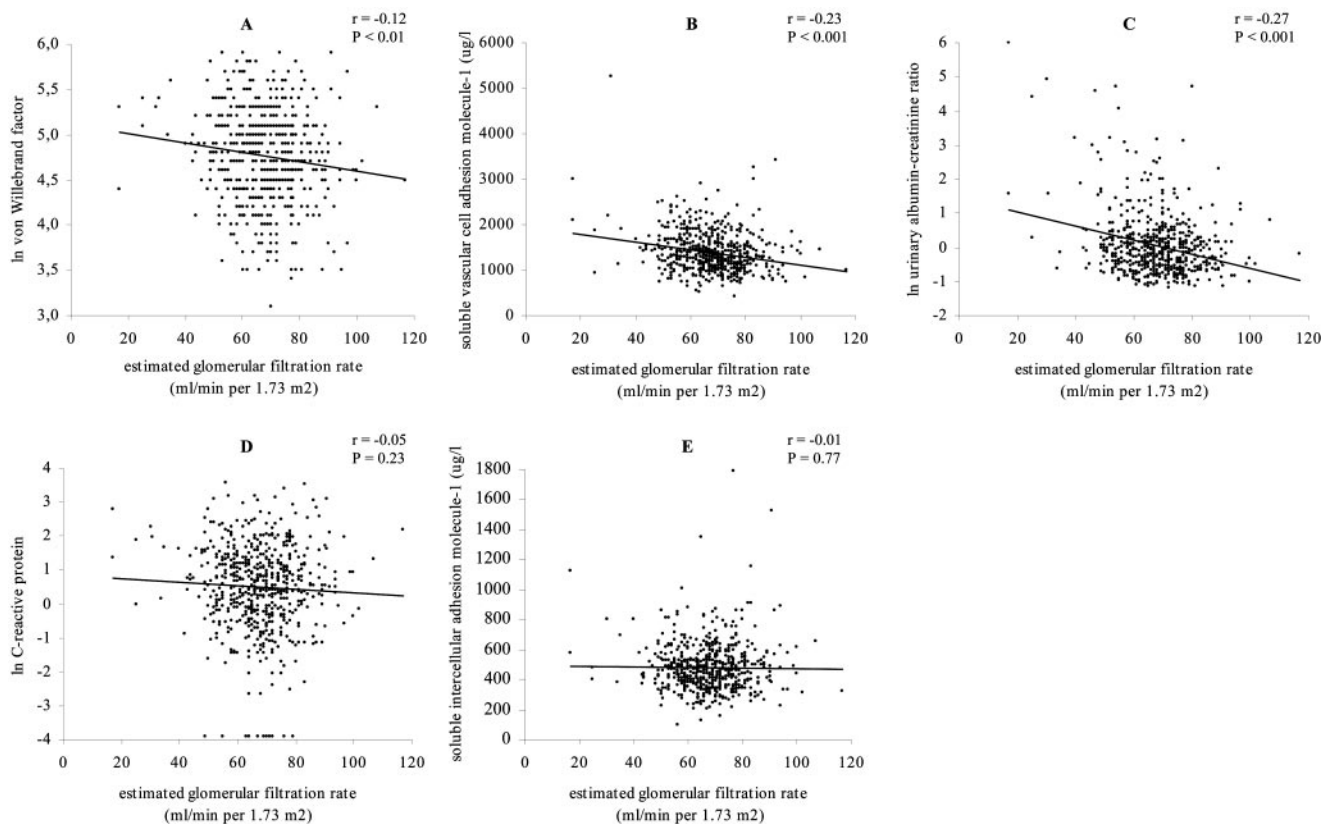 A
r = -0.12
P < 0.01
ln von Willebrand factor
6,0
5,5
5,0
4,5
4,0
3,5
3,0
0 20 40 60 80 100 120
estimated glomerular filtration rate
(ml/min per 1.73 m2)
B
r = -0.23
P < 0.001
soluble vascular cell adhesion molecule-1 (ug/l
6000
5000
4000
3000
2000
1000
0
0 20 40 60 80 100 120
estimated glomerular filtration rate
(ml/min per 1.73 m2)
C
r = -0.27
P < 0.001
ln urinary albumin-creatinine ratio
6
5
4
3
2
1
0
-1
-2
0 20 40 60 80 100 120
estimated glomerular filtration rate
(ml/min per 1.73 m2)
D
r = -0.05
P = 0.23
ln C-reactive protein
4
3
2
1
0
-1
-2
-3
-4
0 20 40 60 80 100 120
estimated glomerular filtration rate
(ml/min per 1.73 m2)
E
r = -0.01
P = 0.77
soluble intercellular adhesion molecule-1 (ug/l
1800
1600
1400
1200
1000
800
600
400
200
0
0 20 40 60 80 100 120
estimated glomerular filtration rate
(ml/min per 1.73 m2)